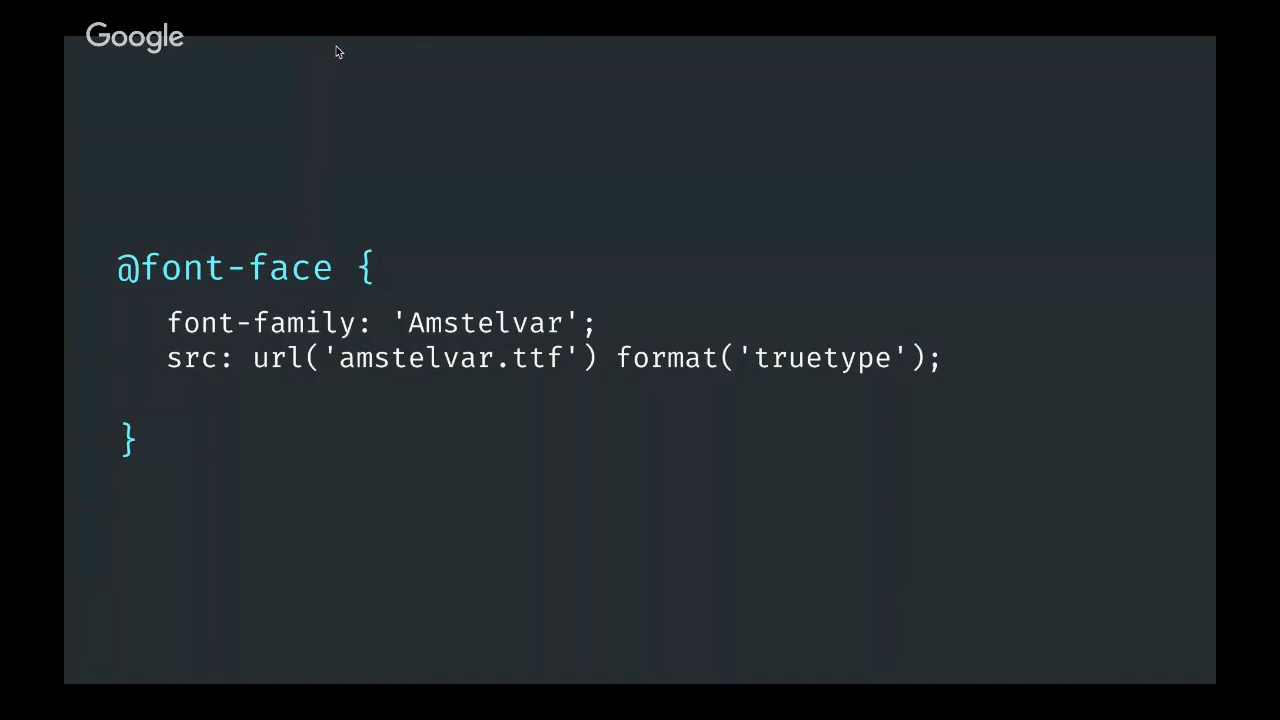 Google
@font-face {
font-family: 'Amstelvar';
src: url('amstelvar.ttf') format('truetype');
}